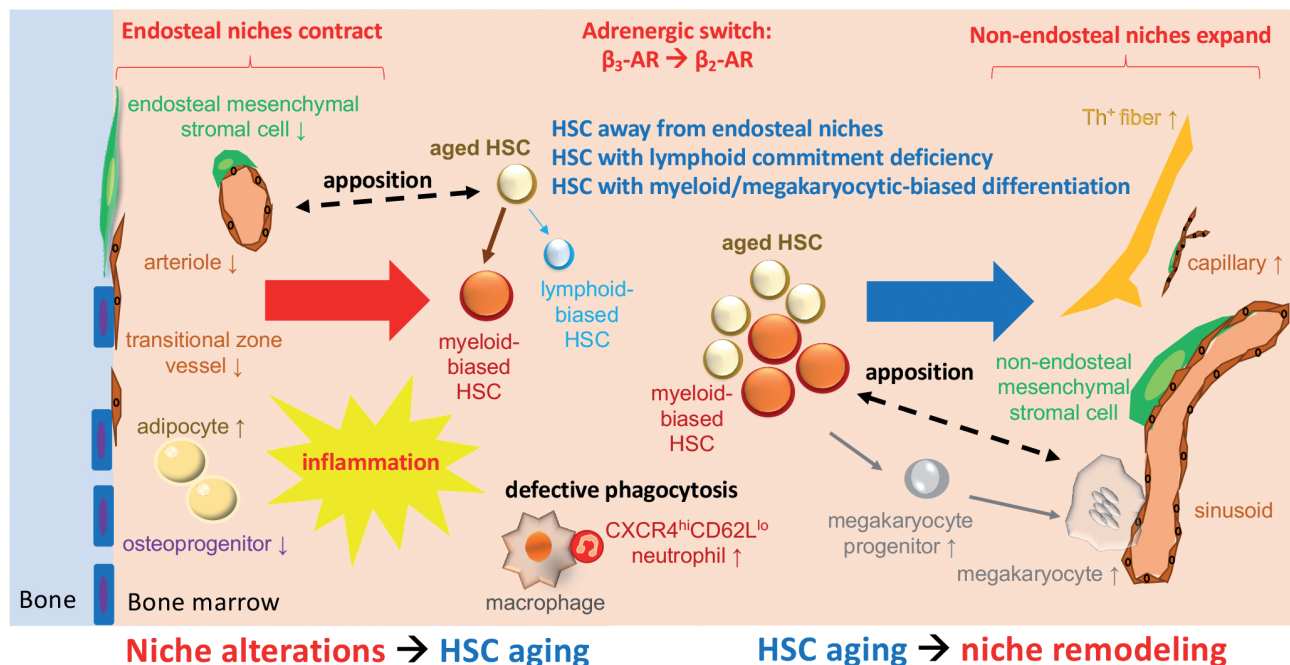 Endosteal niches contract
Adrenergic switch:
β₃-AR → β₂-AR
Non-endosteal niches expand
endosteal mesenchymal
stromal cell ↓
aged HSC
apposition
HSC away from endosteal niches
HSC with lymphoid commitment deficiency
HSC with myeloid/megakaryocytic-biased differentiation
Th⁺ fiber ↑
arteriole ↓
lymphoid-
biased
HSC
myeloid-
biased
HSC
aged HSC
capillary ↑
transitional zone
vessel ↓
myeloid-
biased
HSC
apposition
non-endosteal
mesenchymal
stromal cell
adipocyte ↑
inflammation
defective phagocytosis
CXCR4ʰⁱCD62Lˡᵒ
neutrophil ↑
macrophage
megakaryocyte
progenitor ↑
megakaryocyte ↑
sinusoid
osteoprogenitor ↓
Bone
Bone marrow
Niche alterations → HSC aging
HSC aging → niche remodeling